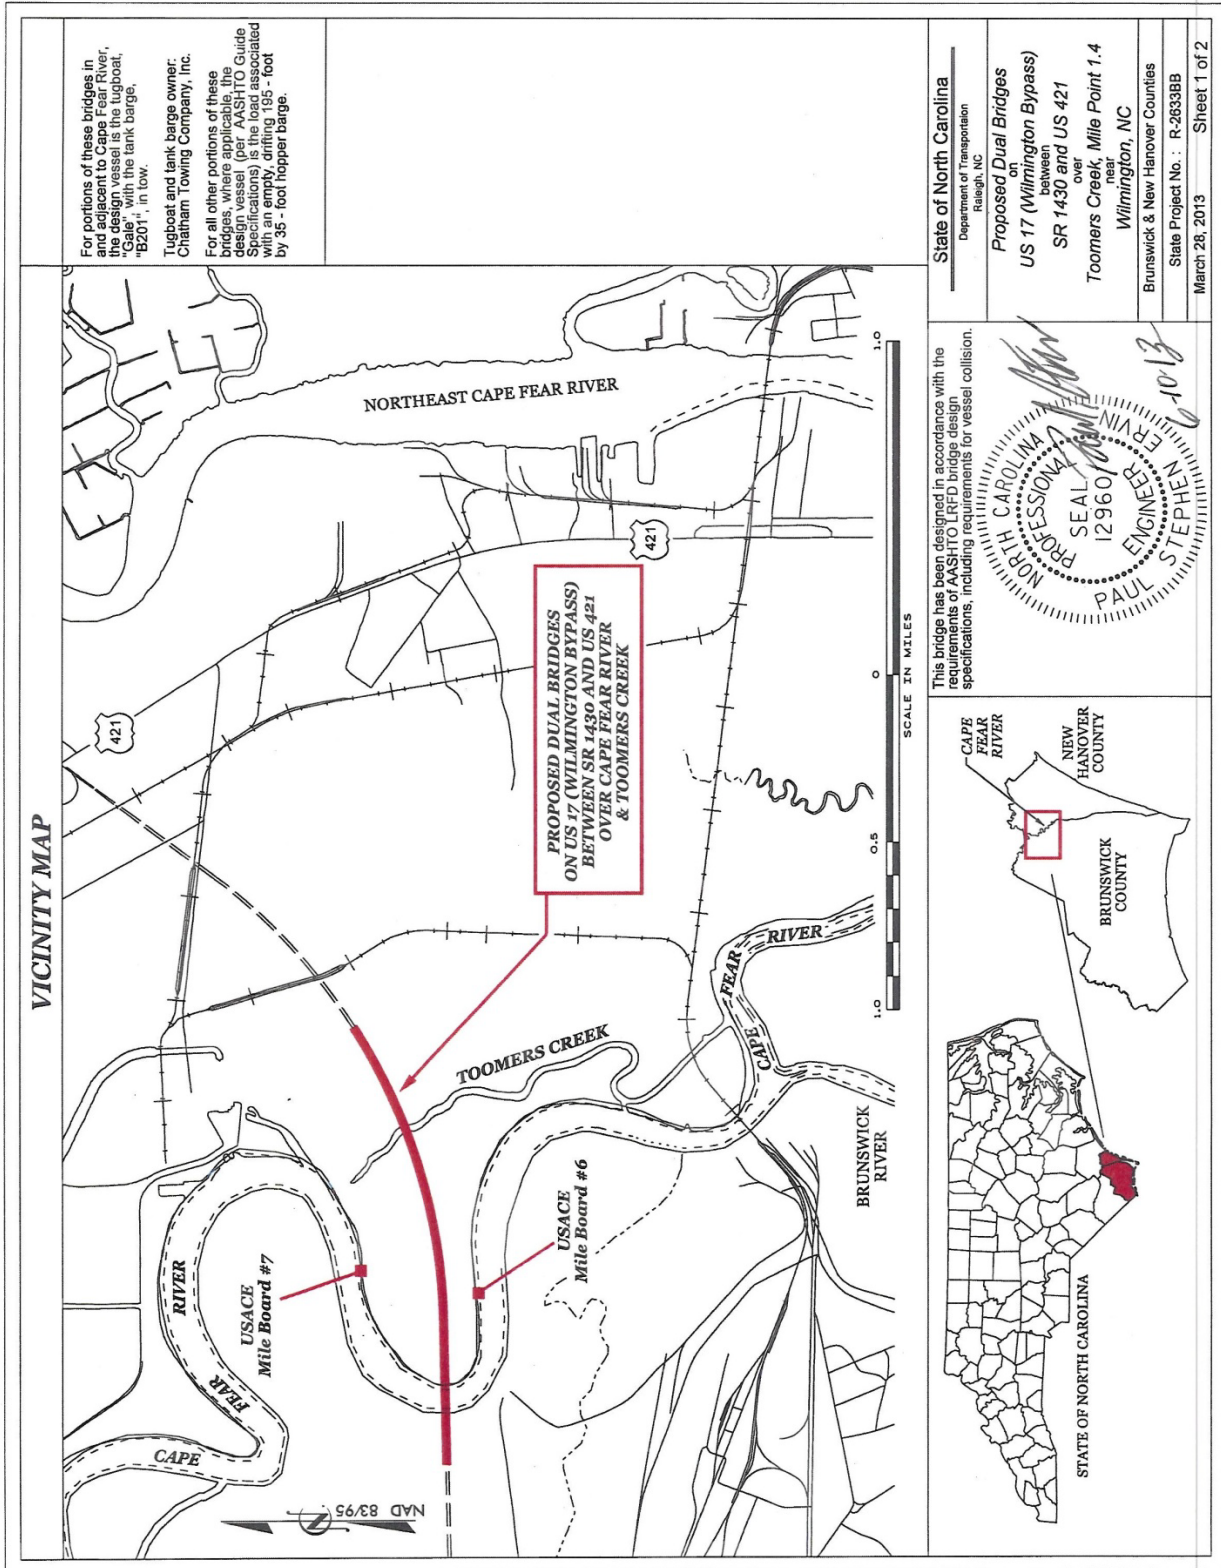 VICINITY MAP
For portions of these bridges in
and adjacent to Cape Fear River,
the design vessel is the tugboat,
"Gale", with the tank barge,
"B201", in tow.
Tugboat and tank barge owner:
Chatham Towing Company, Inc.
For all other portions of these
bridges, where applicable, the
design vessel (per AASHTO Guide
Specifications) is the load associated
with an empty, drifting 195 - foot
by 35 - foot hopper barge.
CAPE
FEAR
RIVER
USACE
Mile Board #7
NAD 83/95
N
421
NORTHEAST CAPE FEAR RIVER
421
PROPOSED DUAL BRIDGES
ON US 17 (WILMINGTON BYPASS)
BETWEEN SR 1430 AND US 421
OVER CAPE FEAR RIVER
& TOOMERS CREEK
TOOMERS CREEK
USACE
Mile Board #6
CAPE
FEAR
RIVER
BRUNSWICK
RIVER
1.0
0.5
0
1.0
SCALE IN MILES
STATE OF NORTH CAROLINA
CAPE
FEAR
RIVER
NEW
HANOVER
COUNTY
BRUNSWICK
COUNTY
This bridge has been designed in accordance with the
requirements of AASHTO LRFD bridge design
specifications, including requirements for vessel collision.
NORTH CAROLINA
PROFESSIONAL
SEAL
12960
ENGINEER
PAUL STEPHEN ERVIN
6-10-13
State of North Carolina
Department of Transportation
Raleigh, NC
Proposed Dual Bridges
on
US 17 (Wilmington Bypass)
between
SR 1430 and US 421
over
Toomers Creek, Mile Point 1.4
near
Wilmington, NC
Brunswick & New Hanover Counties
State Project No. : R-2633BB
March 28, 2013 Sheet 1 of 2